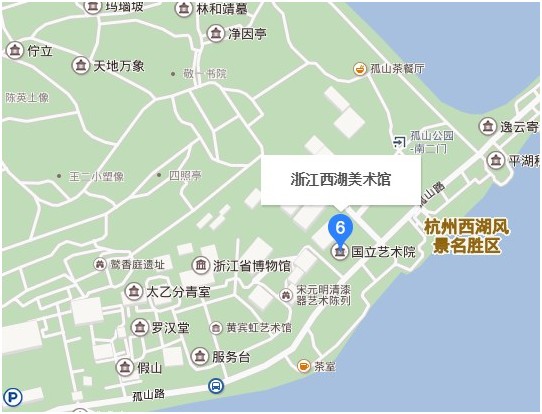 玛瑙坡
林和靖墓
净因亭
伫立
天地万象
敬一书院
孤山茶餐厅
陈英士像
孤山公园
-南二门
逸云寄
平湖秋
王二小塑像
四照亭
浙江西湖美术馆
孤山路
6
杭州西湖风
景名胜区
国立艺术院
鹫香庭遗址
浙江省博物馆
太乙分青室
宋元明清漆
器艺术陈列
罗汉堂
黄宾虹艺术馆
服务台
假山
茶室
孤山路
P